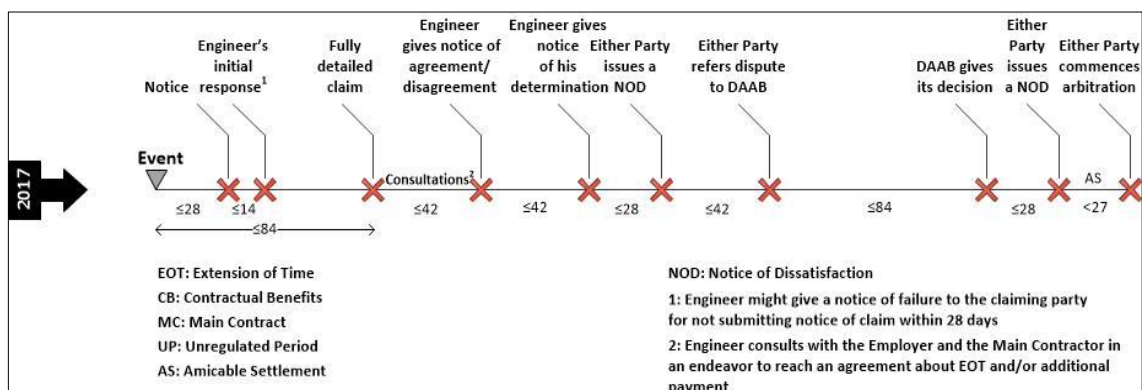 2017
Event
Notice
Engineer's
initial
response¹
Fully
detailed
claim
Engineer
gives notice of
agreement/
disagreement
Engineer gives
notice
of his
determination
Either Party
issues a
NOD
Either Party
refers dispute
to DAAB
DAAB gives
its decision
Either
Party
issues
a NOD
Either Party
commences
arbitration
Consultations²
AS
≤28
≤14
≤84
≤42
≤42
≤28
≤42
≤84
≤28
<27
EOT: Extension of Time
CB: Contractual Benefits
MC: Main Contract
UP: Unregulated Period
AS: Amicable Settlement
NOD: Notice of Dissatisfaction
1: Engineer might give a notice of failure to the claiming party
for not submitting notice of claim within 28 days
2: Engineer consults with the Employer and the Main Contractor in
an endeavor to reach an agreement about EOT and/or additional
payment